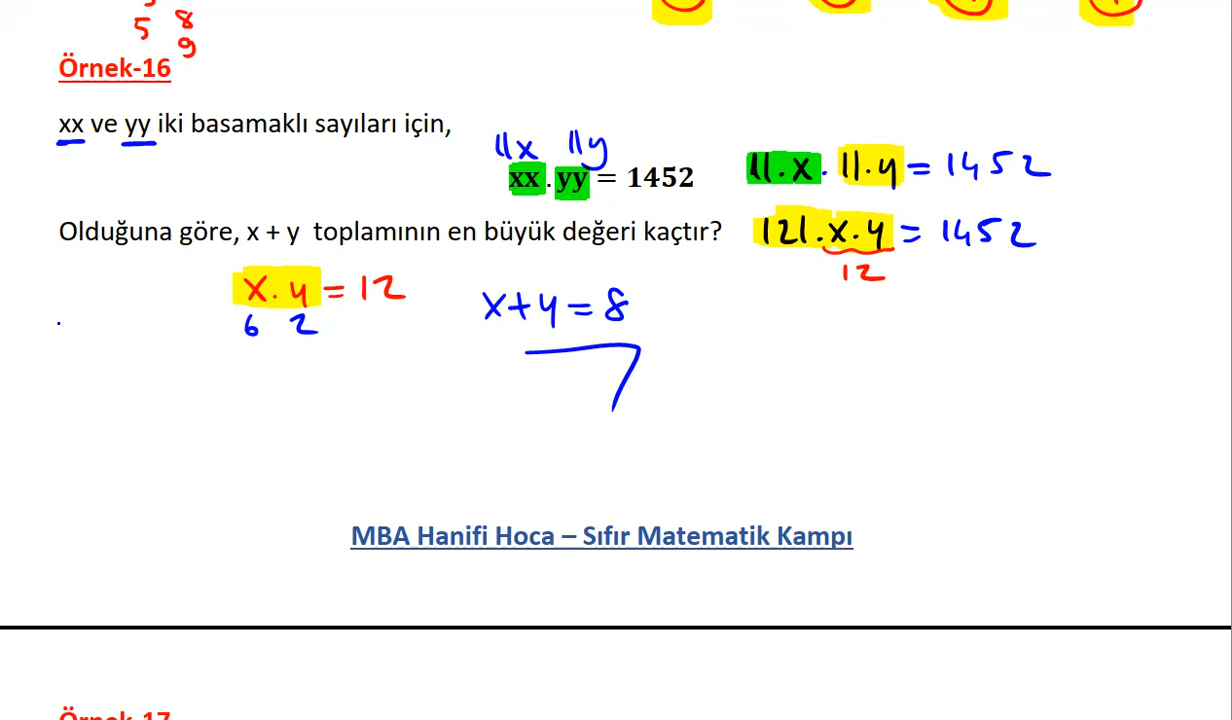 5 8
9
Örnek-16
xx ve yy iki basamaklı sayıları için,
11x 11y
xx . yy = 1452
11.x . 11.y = 1452
Olduğuna göre, x + y toplamının en büyük değeri kaçtır?
121.x.y = 1452
12
x.y = 12
6 2
x+y = 8
MBA Hanifi Hoca – Sıfır Matematik Kampı
Örnek-17